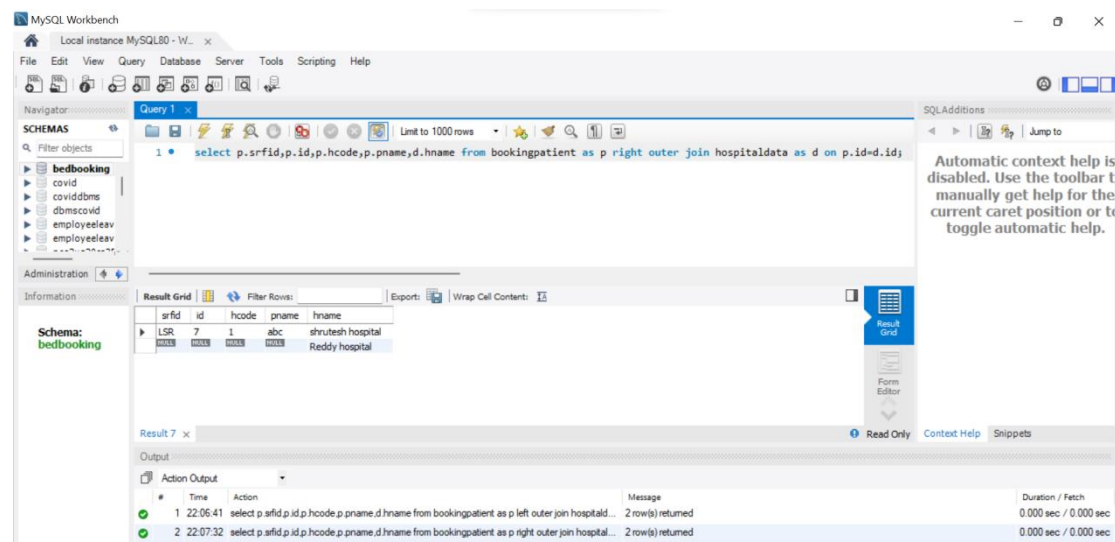 MySQL Workbench
Local instance MySQL80 - W... ×
File Edit View Query Database Server Tools Scripting Help
Navigator
SCHEMAS
Filter objects
bedbooking
covid
coviddbms
dbmscovid
employeeleav
employeeleav
Administration
Information
Schema:
bedbooking
Query 1 ×
Limit to 1000 rows
1 select p.srfid,p.id,p.hcode,p.pname,d.hname from bookingpatient as p right outer join hospitaldata as d on p.id=d.id;
Result Grid Filter Rows: Export: Wrap Cell Content:
srfid id hcode pname hname
LSR 7 1 abc shrutesh hospital
NULL NULL NULL NULL Reddy hospital
Result Grid
Form Editor
Result 7 × Read Only
Output
Action Output
# Time Action Message Duration / Fetch
1 22:06:41 select p.srfid,p.id,p.hcode,p.pname,d.hname from bookingpatient as p left outer join hospitald... 2 row(s) returned 0.000 sec / 0.000 sec
2 22:07:32 select p.srfid,p.id,p.hcode,p.pname,d.hname from bookingpatient as p right outer join hospital... 2 row(s) returned 0.000 sec / 0.000 sec
SQLAdditions
Jump to
Automatic context help is
disabled. Use the toolbar t
manually get help for the
current caret position or t
toggle automatic help.
Context Help Snippets